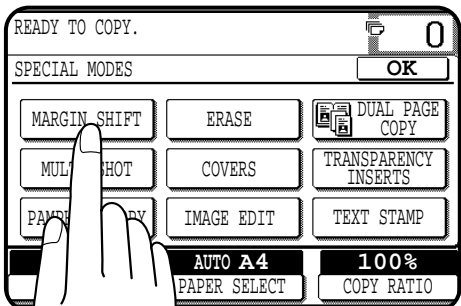 READY TO COPY.
0
SPECIAL MODES
OK
MARGIN SHIFT
ERASE
DUAL PAGE
COPY
SHOT
COVERS
TRANSPARENCY
INSERTS
IMAGE EDIT
TEXT STAMP
AUTO A4
100%
PAPER SELECT
COPY RATIO